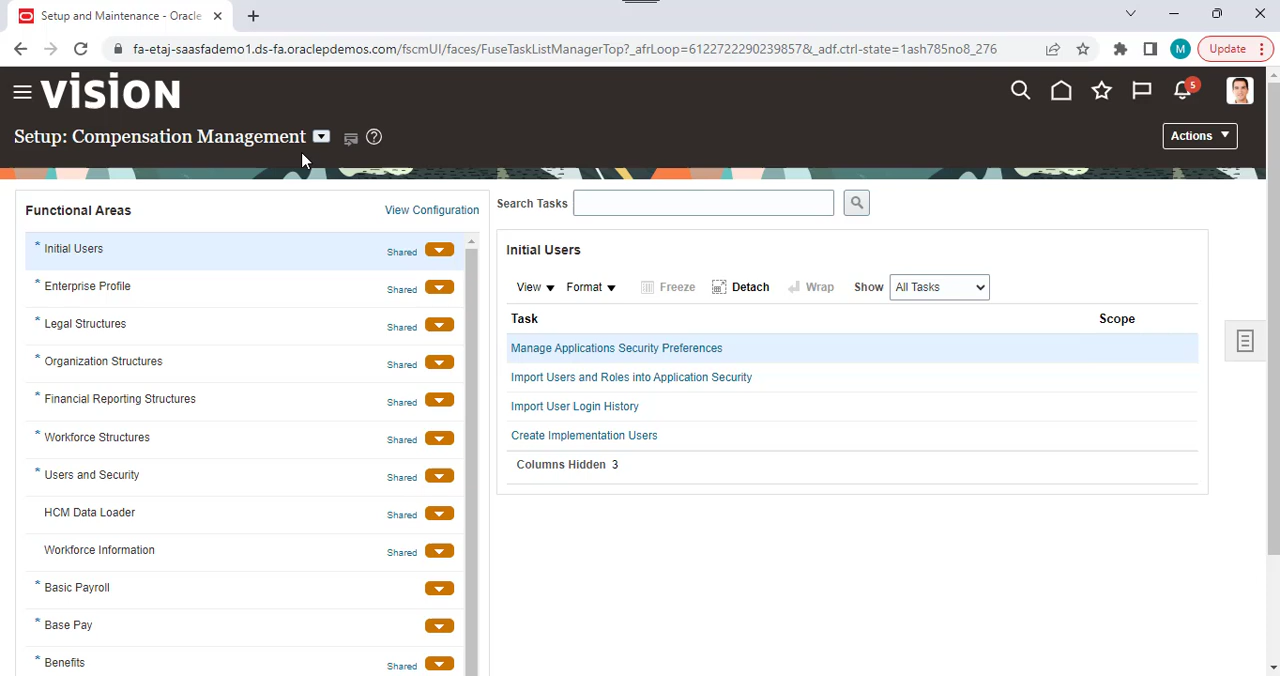 Setup and Maintenance - Oracle
fa-etaj-saasfademo1.ds-fa.oraclepdemos.com/fscmUI/faces/FuseTaskListManagerTop?_afrLoop=6122722290239857&_adf.ctrl-state=1ash785no8_276
M
Update
VISION
5
Setup: Compensation Management
?
Actions
Functional Areas
View Configuration
* Initial Users Shared
* Enterprise Profile Shared
* Legal Structures Shared
* Organization Structures Shared
* Financial Reporting Structures Shared
* Workforce Structures Shared
* Users and Security Shared
HCM Data Loader Shared
Workforce Information Shared
* Basic Payroll
* Base Pay
* Benefits Shared
Search Tasks
Initial Users
View Format Freeze Detach Wrap Show All Tasks
Task Scope
Manage Applications Security Preferences
Import Users and Roles into Application Security
Import User Login History
Create Implementation Users
Columns Hidden 3